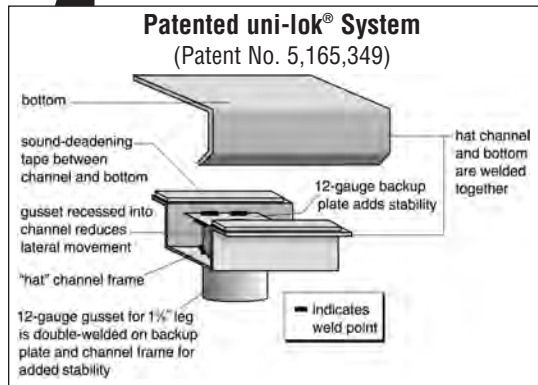 Patented uni-lok® System
(Patent No. 5,165,349)
bottom
sound-deadening
tape between
channel and bottom
gusset recessed into
channel reduces
lateral movement
"hat" channel frame
12-gauge gusset for 1⅝" leg
is double-welded on backup
plate and channel frame for
added stability
12-gauge backup
plate adds stability
hat channel
and bottom
are welded
together
indicates
weld point